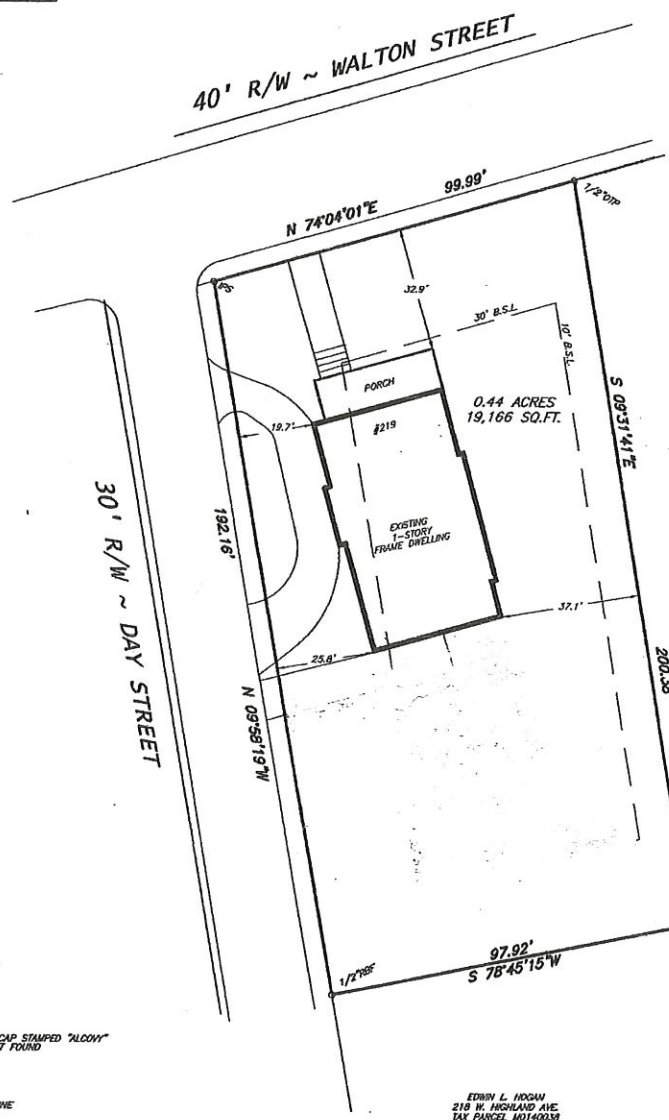 40' R/W ~ WALTON STREET
99.99'
N 74°04'01"E
1/2"OTP
IPS
32.9'
30' B.S.L.
10' B.S.L.
PORCH
0.44 ACRES
19,166 SQ.FT.
19.7'
#219
S 09°31'41"E
EXISTING
1-STORY
FRAME DWELLING
192.16'
30' R/W ~ DAY STREET
37.1'
25.8'
N 09°58'19"W
97.92'
S 78°45'15"W
1/2"RBF
CAP STAMPED "ALCOVY"
FOUND
EDWIN L. HOGAN
218 W. HIGHLAND AVE.
TAX PARCEL M0140038